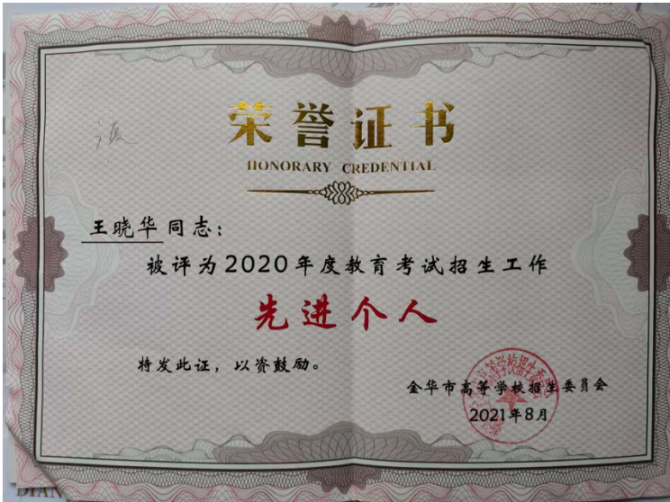 荣誉证书
HONORARY CREDENTIAL
王晓华同志：
被评为2020年度教育考试招生工作
先进个人
特发此证，以资鼓励。
金华市高等学校招生委员会
2021年8月
DIAN